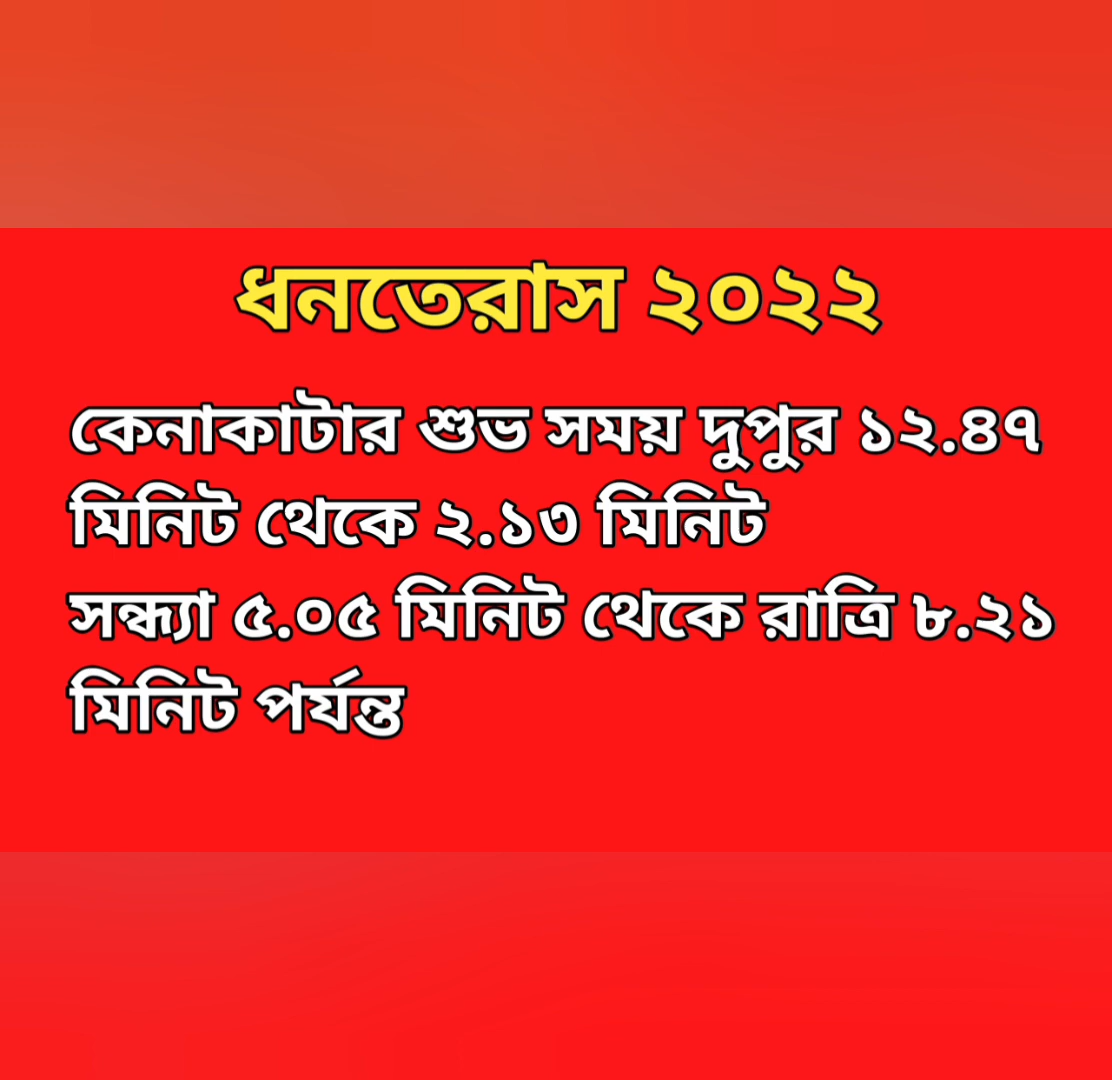 ধনতেরাস ২০২২
কেনাকাটার শুভ সময় দুপুর ১২.৪৭
মিনিট থেকে ২.১৩ মিনিট
সন্ধ্যা ৫.০৫ মিনিট থেকে রাত্রি ৮.২১
মিনিট পর্যন্ত